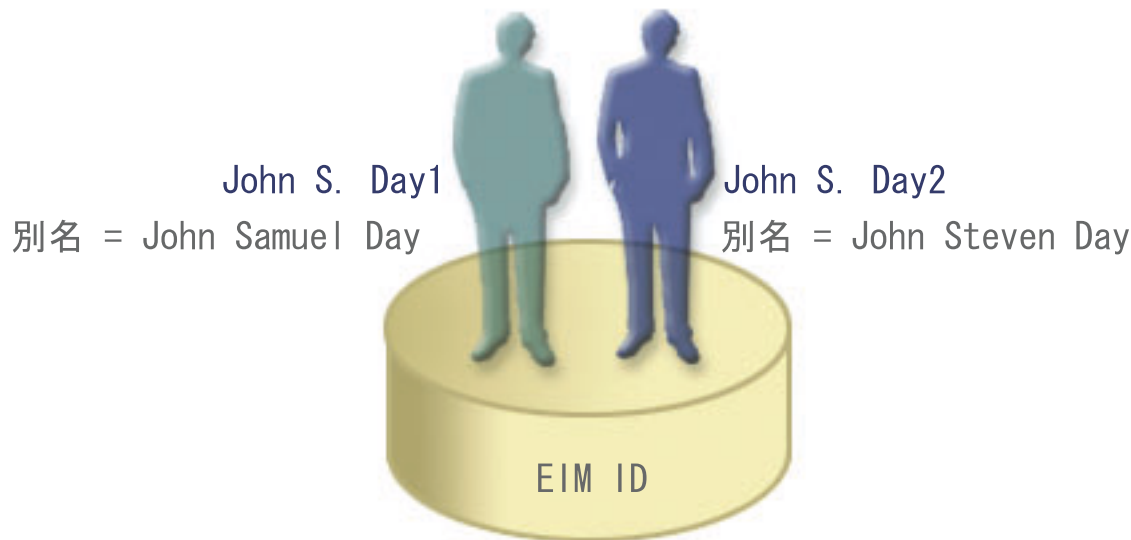 John S. Day1
別名 = John Samuel Day
John S. Day2
別名 = John Steven Day
EIM ID